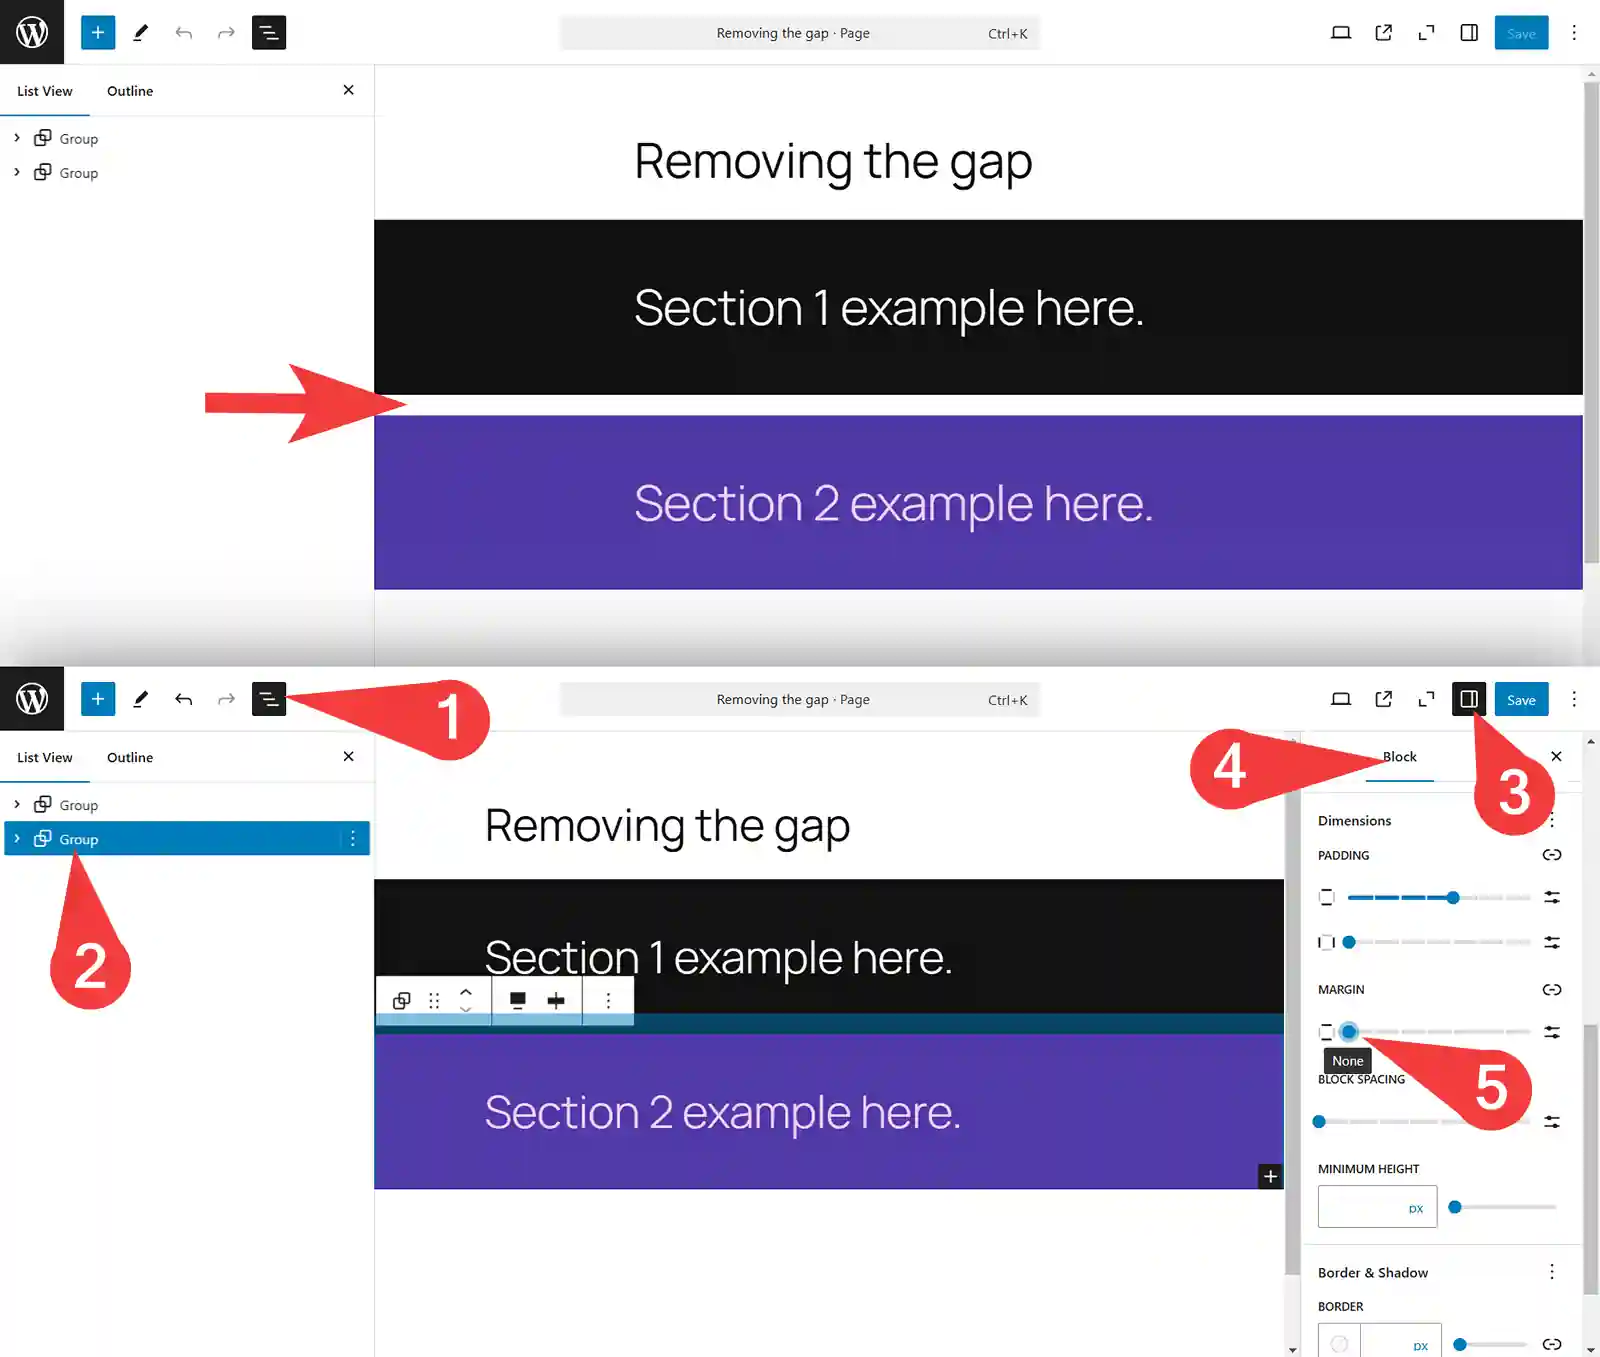 Removing the gap · Page Ctrl+K
Save
List View Outline
Group
Group
Removing the gap
Section 1 example here.
Section 2 example here.
1
Removing the gap · Page Ctrl+K
Save
List View Outline
Group
Group
2
Removing the gap
Section 1 example here.
Section 2 example here.
3
4
Block
Dimensions
PADDING
MARGIN
None
5
BLOCK SPACING
MINIMUM HEIGHT
px
Border & Shadow
BORDER
px